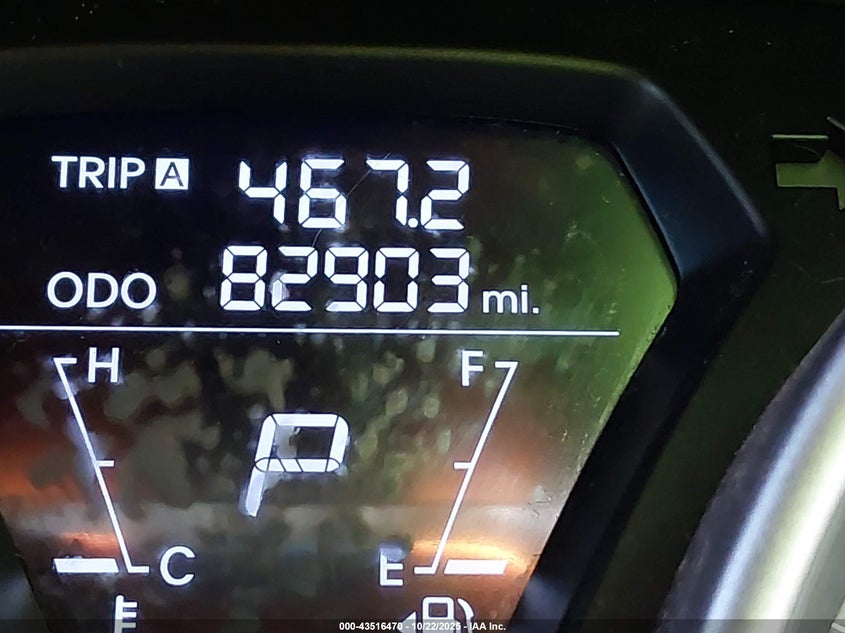 TRIP A 467.2
ODO 82903 mi.
H F
P
C E
000-43516470 - 10/22/2025 - IAA Inc.